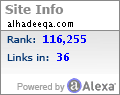 Site Info
alhadeeqa.com
Rank: 116,255
Links in: 36
Powered by Alexa®